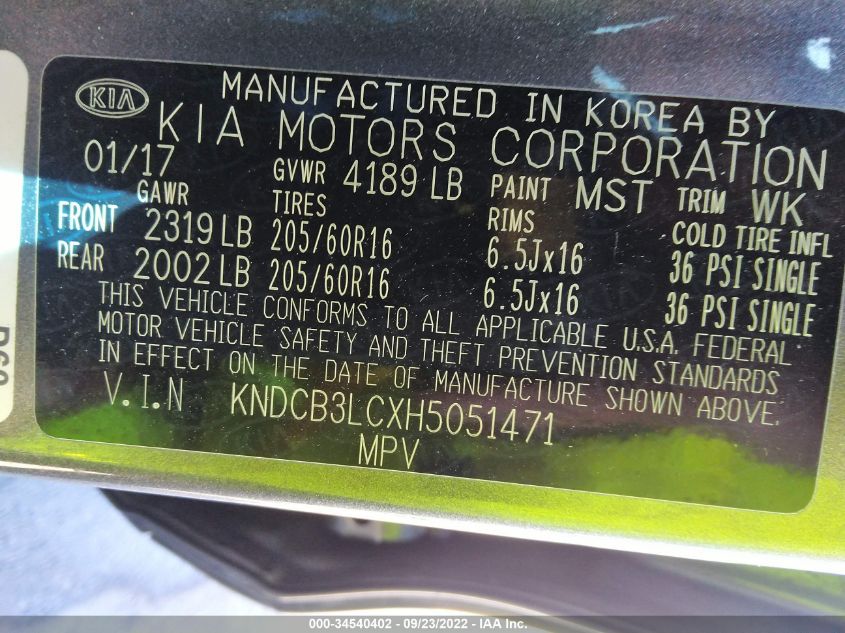 KIA
MANUFACTURED IN KOREA BY
KIA MOTORS CORPORATION
01/17 GVWR 4189 LB PAINT MST TRIM WK
GAWR TIRES RIMS COLD TIRE INFL
FRONT 2319 LB 205/60R16 6.5Jx16 36 PSI SINGLE
REAR 2002 LB 205/60R16 6.5Jx16 36 PSI SINGLE
THIS VEHICLE CONFORMS TO ALL APPLICABLE U.S.A. FEDERAL
MOTOR VEHICLE SAFETY AND THEFT PREVENTION STANDARDS
IN EFFECT ON THE DATE OF MANUFACTURE SHOWN ABOVE.
V.I.N KNDCB3LCXH5051471
MPV
000-34540402 - 09/23/2022 - IAA Inc.